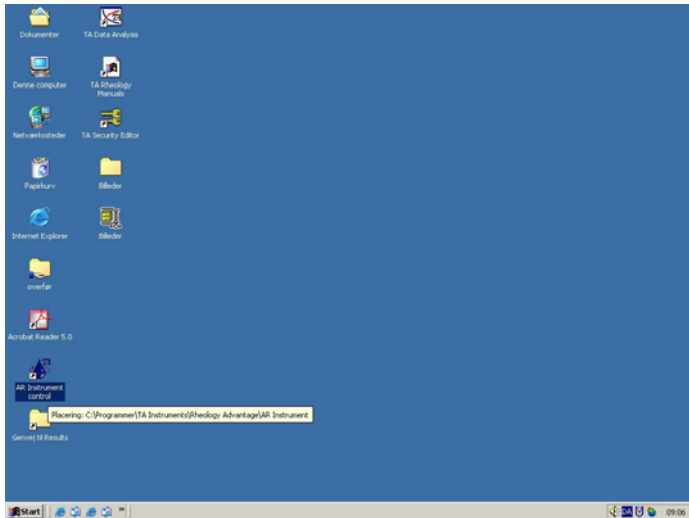 Dokumenter
TA Data Analysis
Denne computer
TA Rheology
Manuals
Netværkssteder
TA Security Editor
Papirkurv
Billeder
Internet Explorer
Billeder
overfør
Acrobat Reader 5.0
AR Instrument
control
Placering: C:\Programmer\TA Instruments\Rheology Advantage\AR Instrument
Genvej til Results
Start
»
DA
09:06